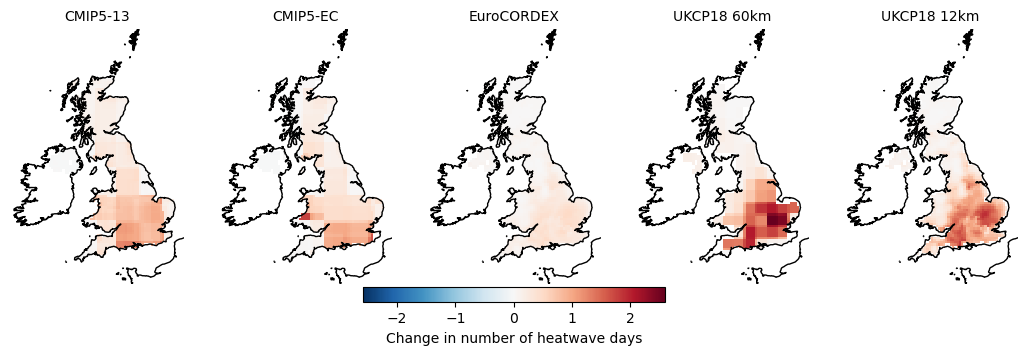 CMIP5-13 CMIP5-EC EuroCORDEX UKCP18 60km UKCP18 12km
−2 −1 0 1 2
Change in number of heatwave days